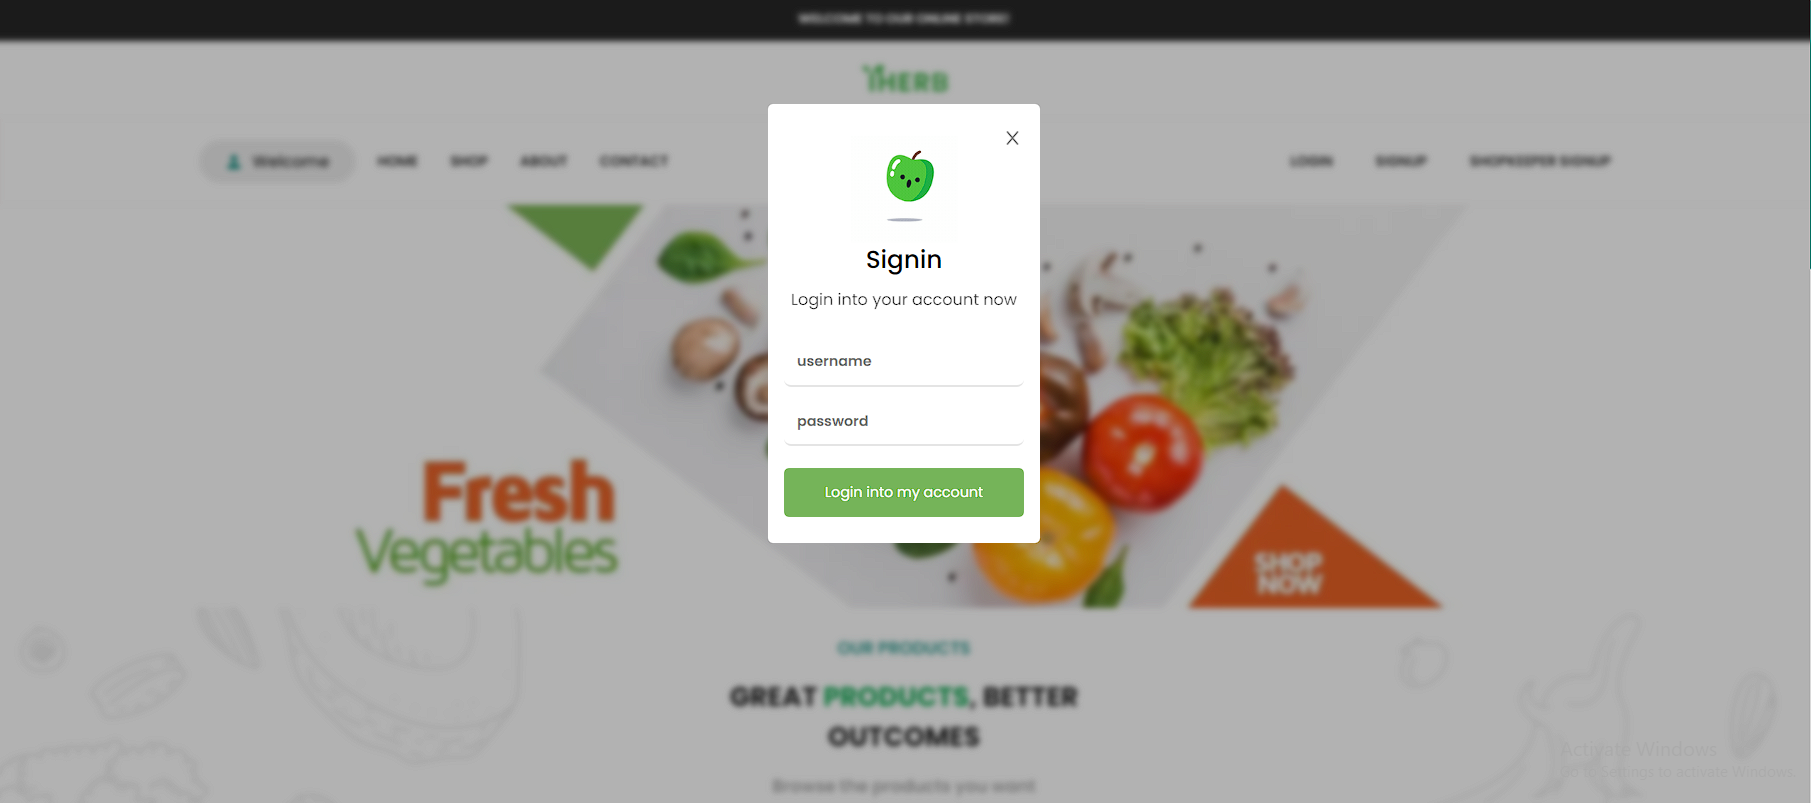 WELCOME TO OUR ONLINE STORE!
iHERB
Welcome HOME SHOP ABOUT CONTACT LOGIN SIGNUP SHOPKEEPER SIGNUP
Signin
Login into your account now
username
password
Login into my account
Fresh
Vegetables
SHOP
NOW
OUR PRODUCTS
GREAT PRODUCTS, BETTER
OUTCOMES
Browse the products you want
Activate Windows
Go to Settings to activate Windows.